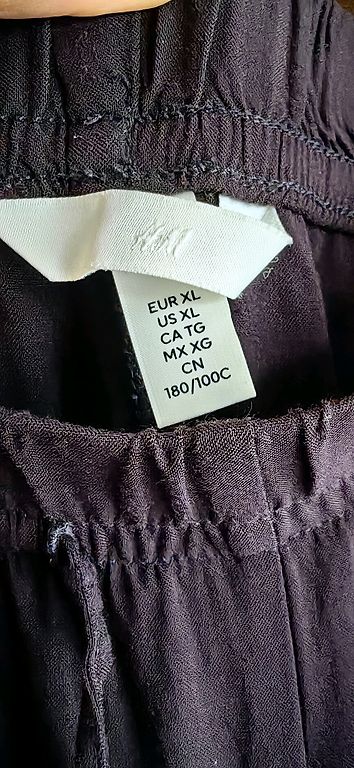 H&M
EUR XL
US XL
CA TG
MX XG
CN
180/100C